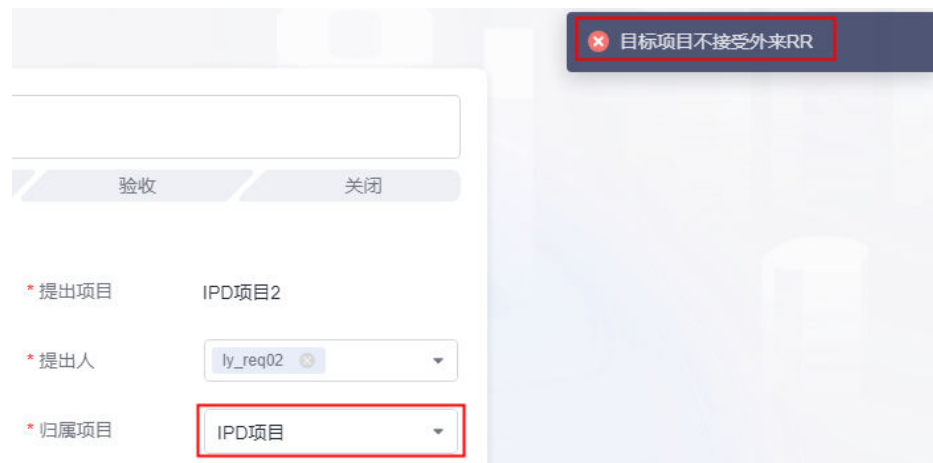 目标项目不接受外来RR
验收
关闭
*提出项目 IPD项目2
*提出人 ly_req02
*归属项目 IPD项目